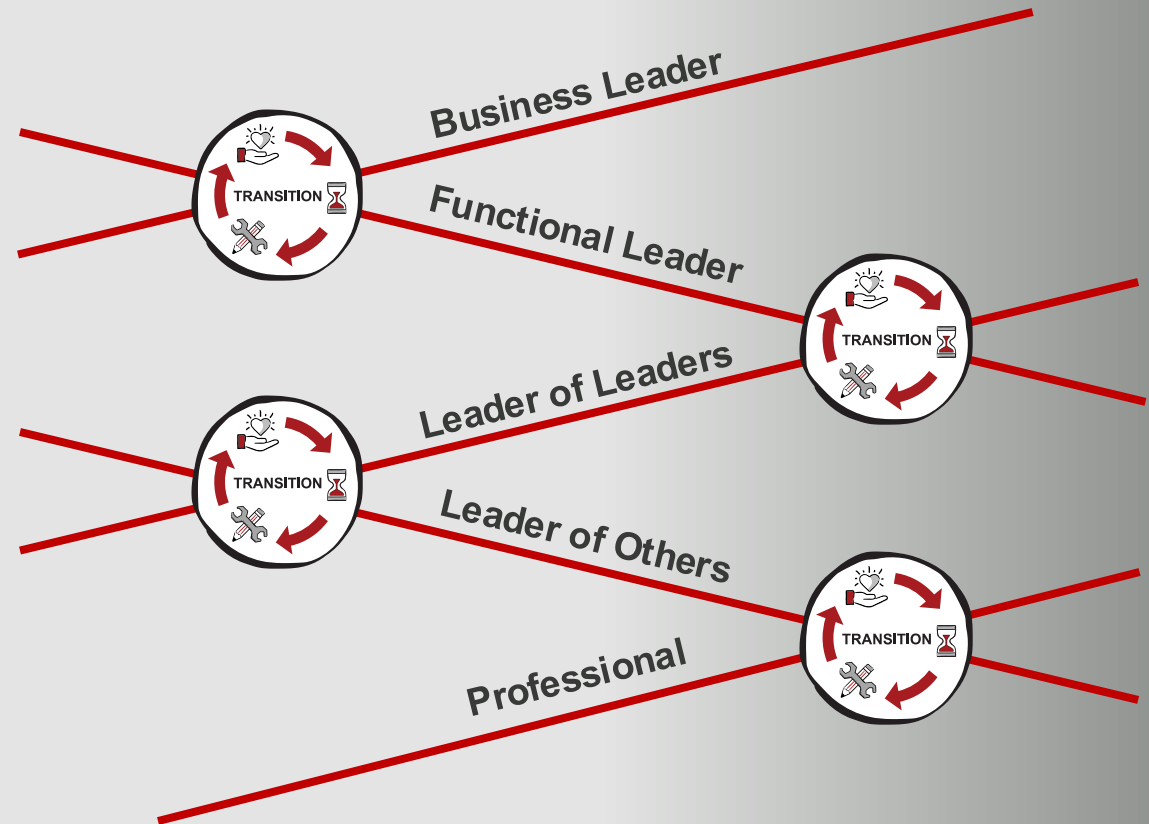 Business Leader
TRANSITION
Functional Leader
TRANSITION
Leader of Leaders
TRANSITION
Leader of Others
TRANSITION
Professional